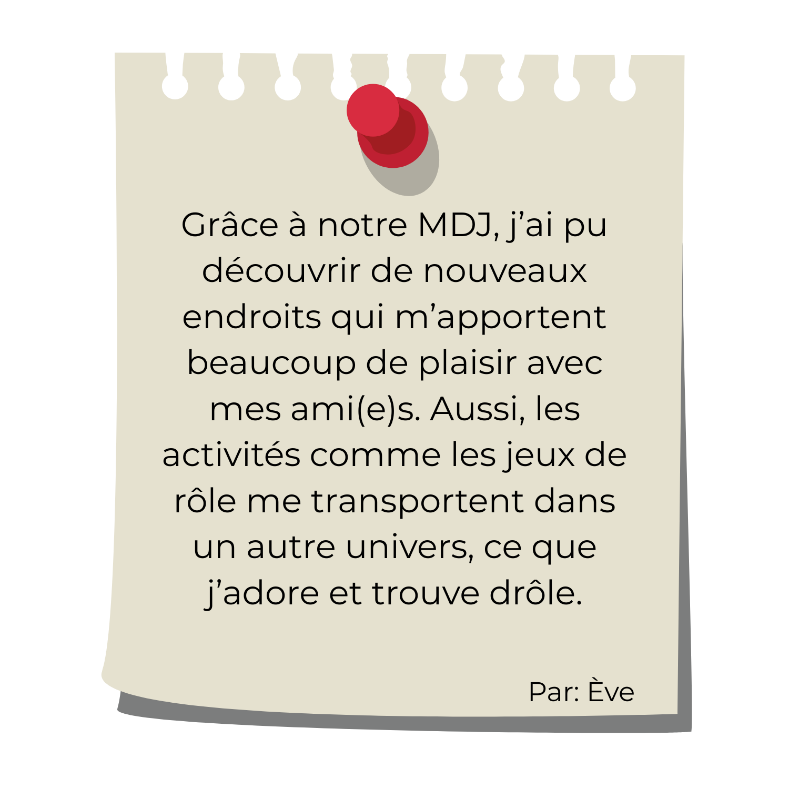 Grâce à notre MDJ, j’ai pu
découvrir de nouveaux
endroits qui m’apportent
beaucoup de plaisir avec
mes ami(e)s. Aussi, les
activités comme les jeux de
rôle me transportent dans
un autre univers, ce que
j’adore et trouve drôle.
Par: Ève